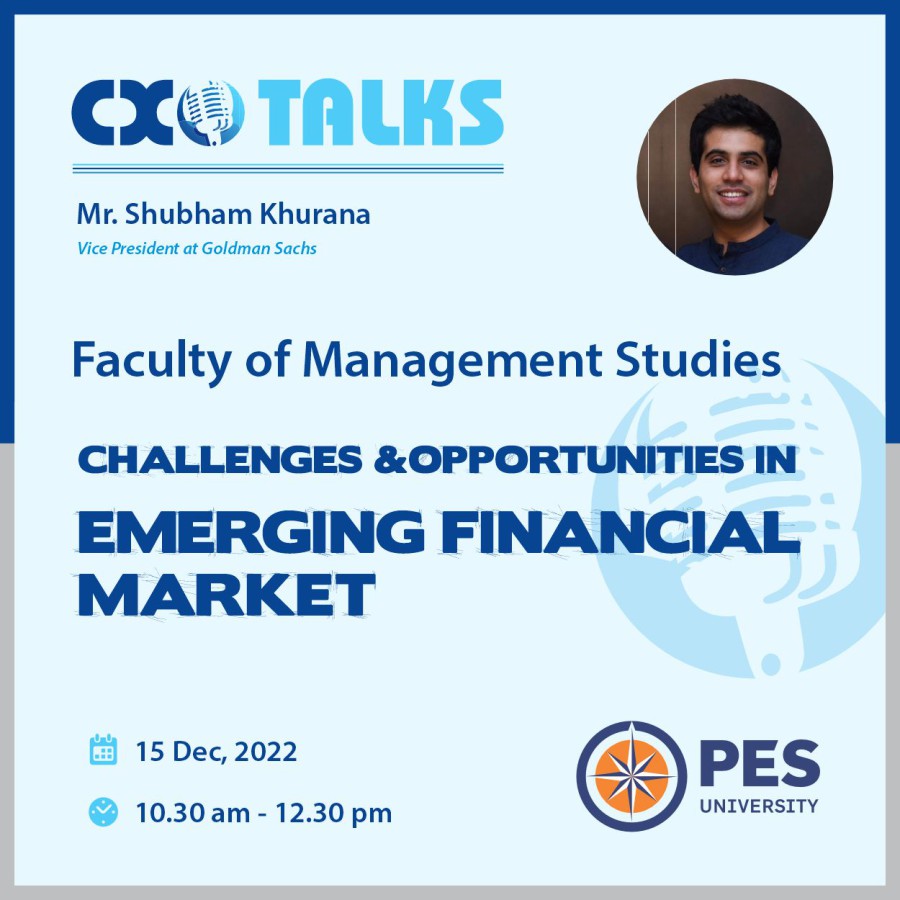 CXO TALKS
Mr. Shubham Khurana
Vice President at Goldman Sachs
Faculty of Management Studies
CHALLENGES &OPPORTUNITIES IN
EMERGING FINANCIAL
MARKET
15 Dec, 2022
10.30 am - 12.30 pm
PES
UNIVERSITY